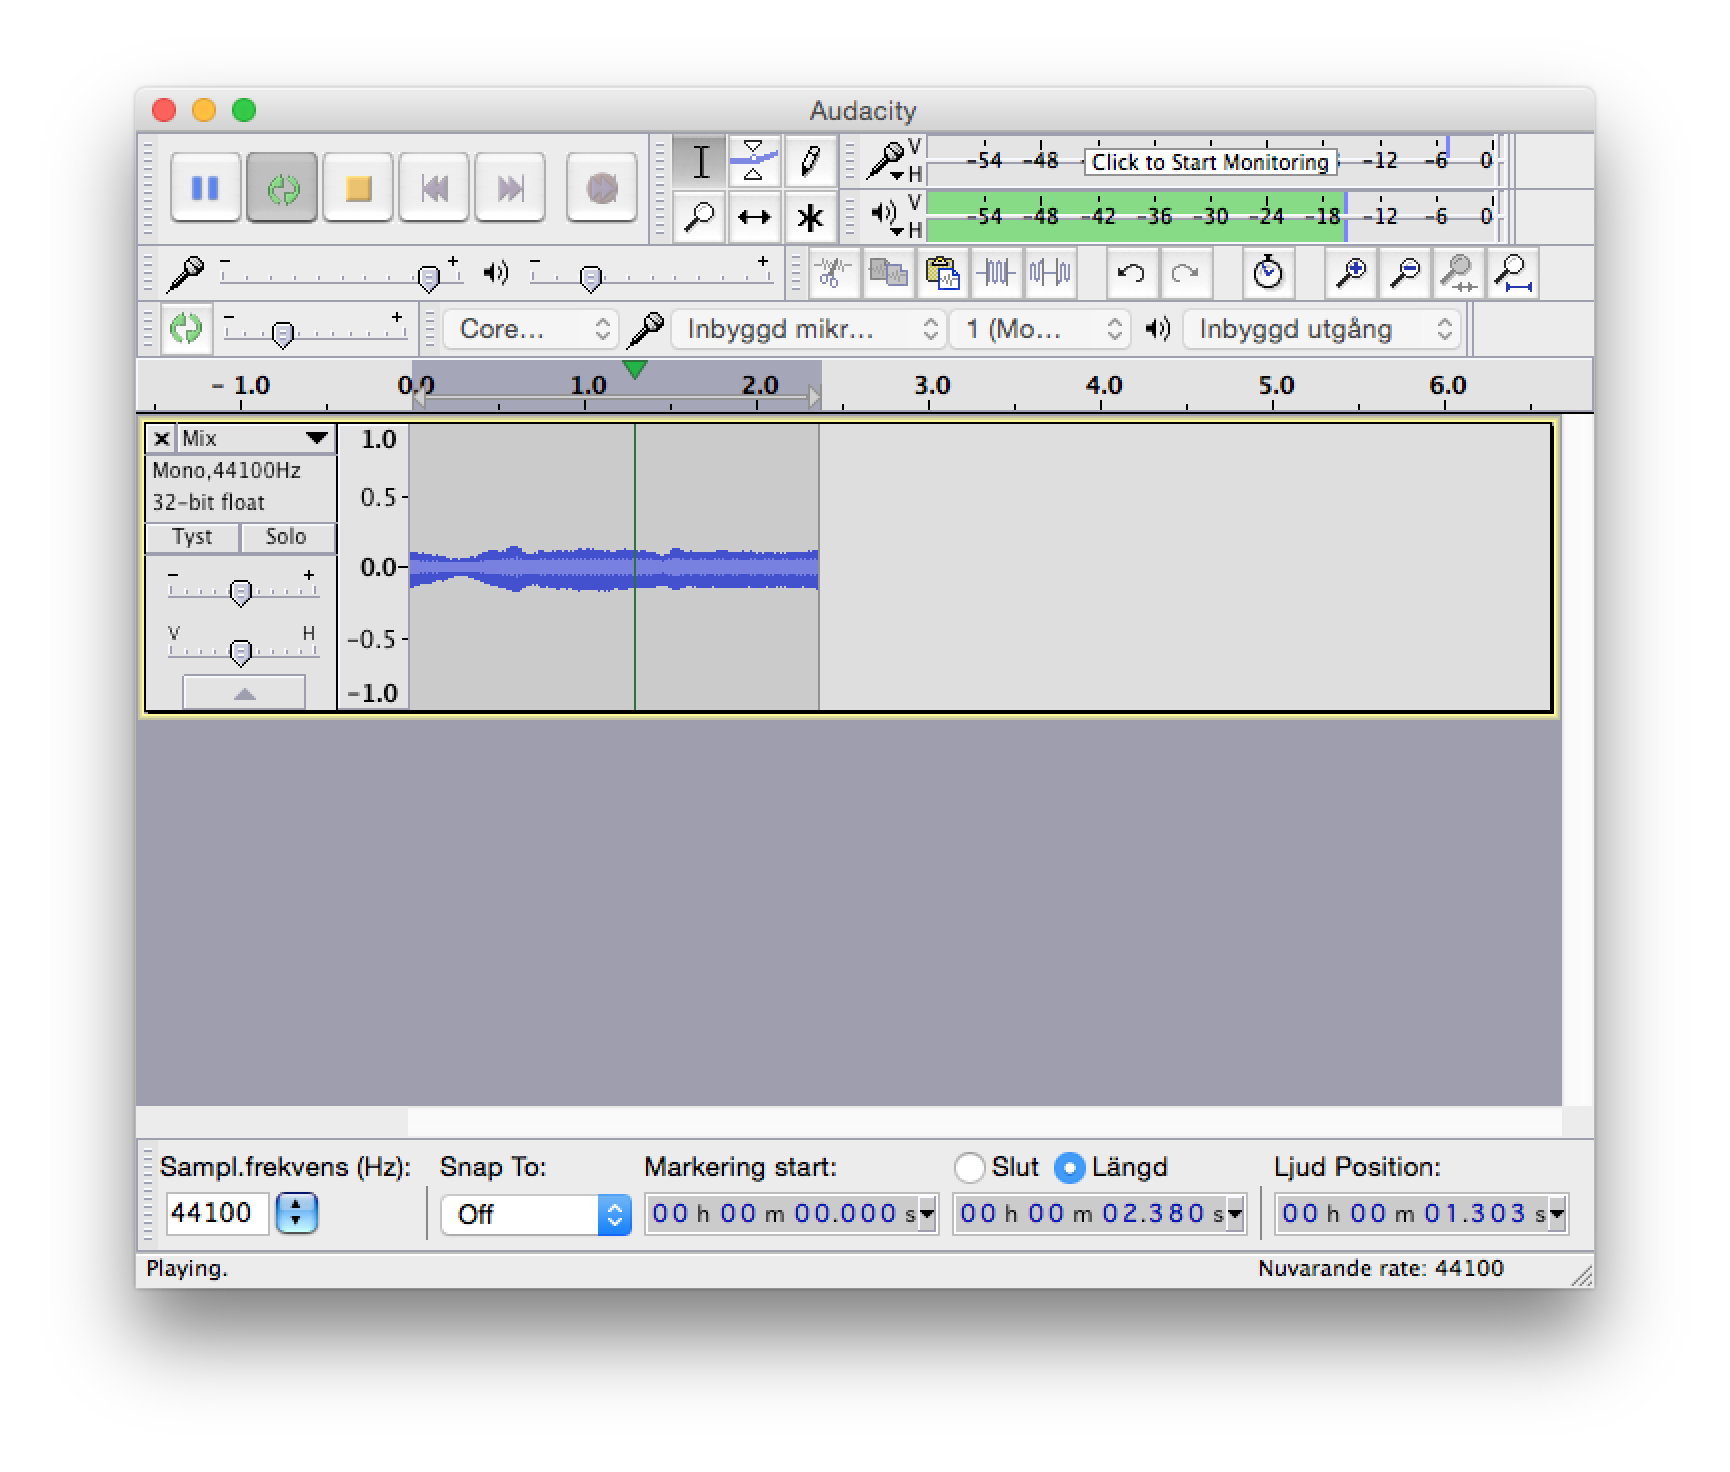 Audacity
V
H
-54 -48 - Click to Start Monitoring -12 -6 0
V
H
-54 -48 -42 -36 -30 -24 -18 -12 -6 0
- + - +
- + Core... Inbyggd mikr... 1 (Mo... Inbyggd utgång
- 1.0 0.0 1.0 2.0 3.0 4.0 5.0 6.0
× Mix
Mono,44100Hz
32-bit float
Tyst Solo
- +
V H
1.0
0.5-
0.0-
-0.5-
-1.0
Sampl.frekvens (Hz): Snap To: Markering start: Slut Längd Ljud Position:
44100 Off 00 h 00 m 00.000 s 00 h 00 m 02.380 s 00 h 00 m 01.303 s
Playing. Nuvarande rate: 44100